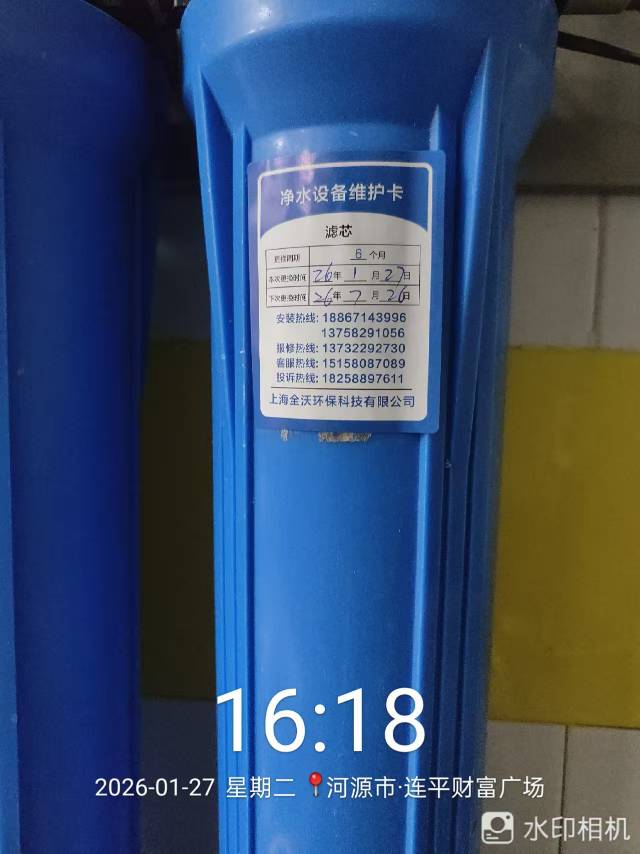 净水设备维护卡
滤芯
更换周期 6 个月
本次更换时间 26年 1 月 27日
下次更换时间 26年 7 月 26日
安装热线: 18867143996
13758291056
报修热线: 13732292730
客服热线: 15158087089
投诉热线: 18258897611
上海全沃环保科技有限公司
16:18
2026-01-27 星期二 河源市·连平财富广场
水印相机